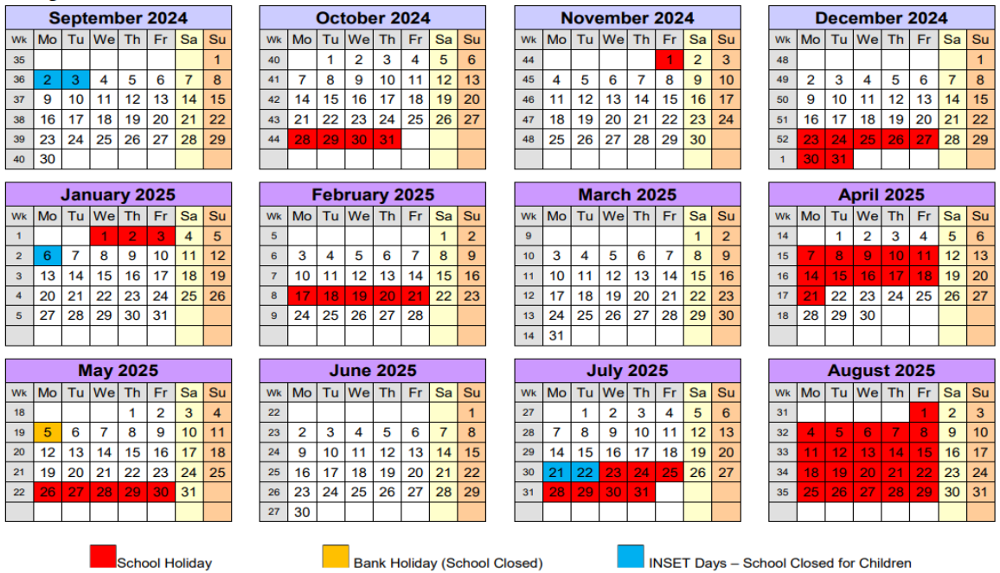 September 2024 October 2024 November 2024 December 2024
Wk Mo Tu We Th Fr Sa Su Wk Mo Tu We Th Fr Sa Su Wk Mo Tu We Th Fr Sa Su Wk Mo Tu We Th Fr Sa Su
35 1 40 1 2 3 4 5 6 44 1 2 3 48 1
36 2 3 4 5 6 7 8 41 7 8 9 10 11 12 13 45 4 5 6 7 8 9 10 49 2 3 4 5 6 7 8
37 9 10 11 12 13 14 15 42 14 15 16 17 18 19 20 46 11 12 13 14 15 16 17 50 9 10 11 12 13 14 15
38 16 17 18 19 20 21 22 43 21 22 23 24 25 26 27 47 18 19 20 21 22 23 24 51 16 17 18 19 20 21 22
39 23 24 25 26 27 28 29 44 28 29 30 31 48 25 26 27 28 29 30 52 23 24 25 26 27 28 29
40 30 1 30 31
January 2025 February 2025 March 2025 April 2025
Wk Mo Tu We Th Fr Sa Su Wk Mo Tu We Th Fr Sa Su Wk Mo Tu We Th Fr Sa Su Wk Mo Tu We Th Fr Sa Su
1 1 2 3 4 5 5 1 2 9 1 2 14 1 2 3 4 5 6
2 6 7 8 9 10 11 12 6 3 4 5 6 7 8 9 10 3 4 5 6 7 8 9 15 7 8 9 10 11 12 13
3 13 14 15 16 17 18 19 7 10 11 12 13 14 15 16 11 10 11 12 13 14 15 16 16 14 15 16 17 18 19 20
4 20 21 22 23 24 25 26 8 17 18 19 20 21 22 23 12 17 18 19 20 21 22 23 17 21 22 23 24 25 26 27
5 27 28 29 30 31 9 24 25 26 27 28 13 24 25 26 27 28 29 30 18 28 29 30
14 31
May 2025 June 2025 July 2025 August 2025
Wk Mo Tu We Th Fr Sa Su Wk Mo Tu We Th Fr Sa Su Wk Mo Tu We Th Fr Sa Su Wk Mo Tu We Th Fr Sa Su
18 1 2 3 4 22 1 27 1 2 3 4 5 6 31 1 2 3
19 5 6 7 8 9 10 11 23 2 3 4 5 6 7 8 28 7 8 9 10 11 12 13 32 4 5 6 7 8 9 10
20 12 13 14 15 16 17 18 24 9 10 11 12 13 14 15 29 14 15 16 17 18 19 20 33 11 12 13 14 15 16 17
21 19 20 21 22 23 24 25 25 16 17 18 19 20 21 22 30 21 22 23 24 25 26 27 34 18 19 20 21 22 23 24
22 26 27 28 29 30 31 26 23 24 25 26 27 28 29 31 28 29 30 31 35 25 26 27 28 29 30 31
27 30
School Holiday Bank Holiday (School Closed) INSET Days – School Closed for Children